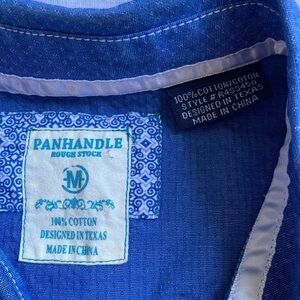 PANHANDLE
ROUGH STOCK
M
100% COTTON
DESIGNED IN TEXAS
MADE IN CHINA
100% COTTON/COTON
DESIGNED IN TEXAS
MADE IN CHINA